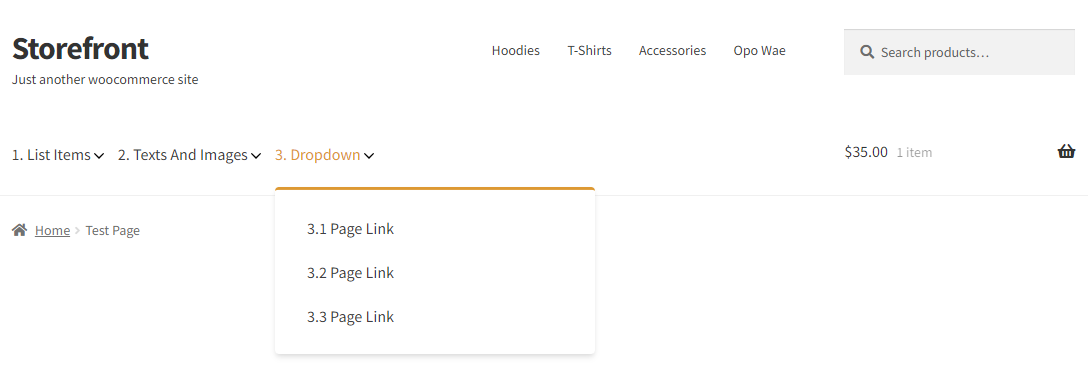 Storefront
Just another woocommerce site
Hoodies T-Shirts Accessories Opo Wae
Search products…
1. List Items 2. Texts And Images 3. Dropdown
$35.00 1 item
Home Test Page
3.1 Page Link
3.2 Page Link
3.3 Page Link